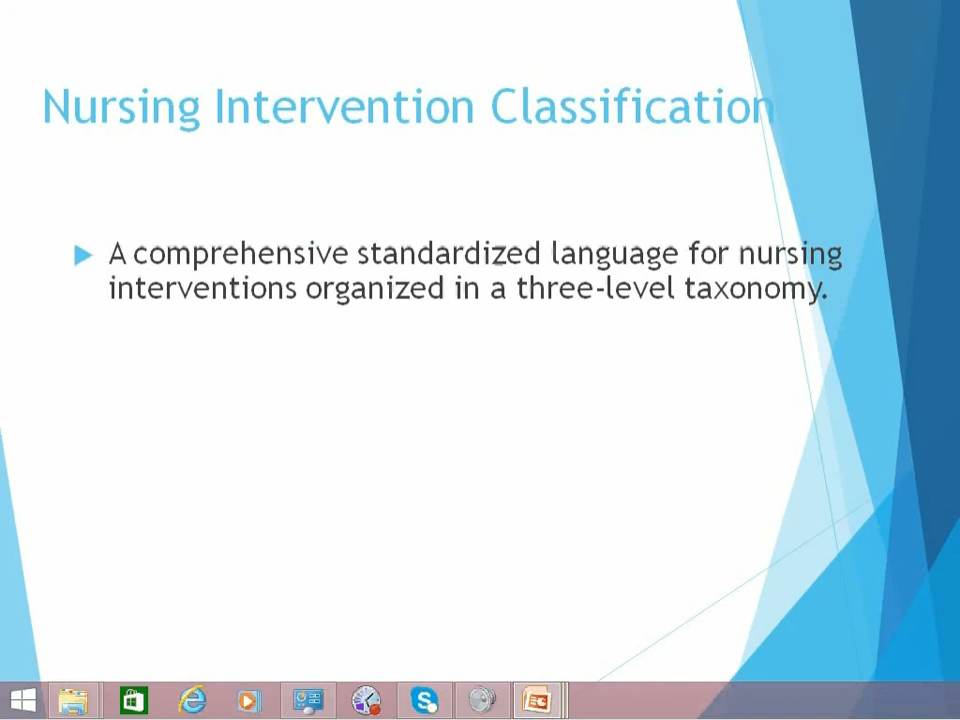 Nursing Intervention Classification
A comprehensive standardized language for nursing
interventions organized in a three-level taxonomy.